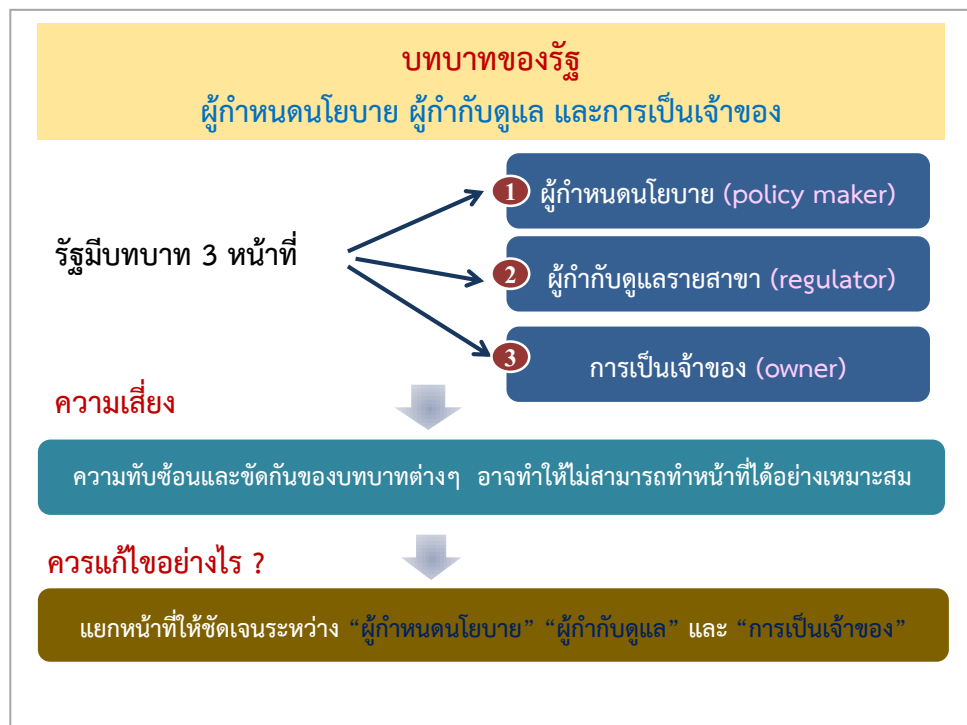 บทบาทของรัฐ
ผู้กำหนดนโยบาย ผู้กำกับดูแล และการเป็นเจ้าของ
รัฐมีบทบาท 3 หน้าที่
1 ผู้กำหนดนโยบาย (policy maker)
2 ผู้กำกับดูแลรายสาขา (regulator)
3 การเป็นเจ้าของ (owner)
ความเสี่ยง
ความทับซ้อนและขัดกันของบทบาทต่างๆ อาจทำให้ไม่สามารถทำหน้าที่ได้อย่างเหมาะสม
ควรแก้ไขอย่างไร ?
แยกหน้าที่ให้ชัดเจนระหว่าง “ผู้กำหนดนโยบาย” “ผู้กำกับดูแล” และ “การเป็นเจ้าของ”